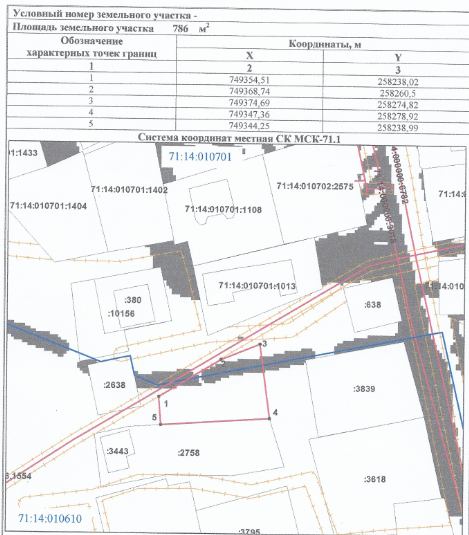 Условный номер земельного участка -
Площадь земельного участка 786 м²
Обозначение характерных точек границ
Координаты, м
X Y
1 2 3
1 749354,51 258238,02
2 749368,74 258260,5
3 749374,69 258274,82
4 749347,36 258278,92
5 749344,25 258238,99
Система координат местная СК МСК-71.1
71:14:010701
71:14:010701:1402
71:14:010702:2575
71:14:010701:1404
71:14:010701:1108
71:14:010701:1013
:380
:10156
:638
3
:2638
1
:3839
4
5
:3443
:2758
:3618
71:14:010610
:3795